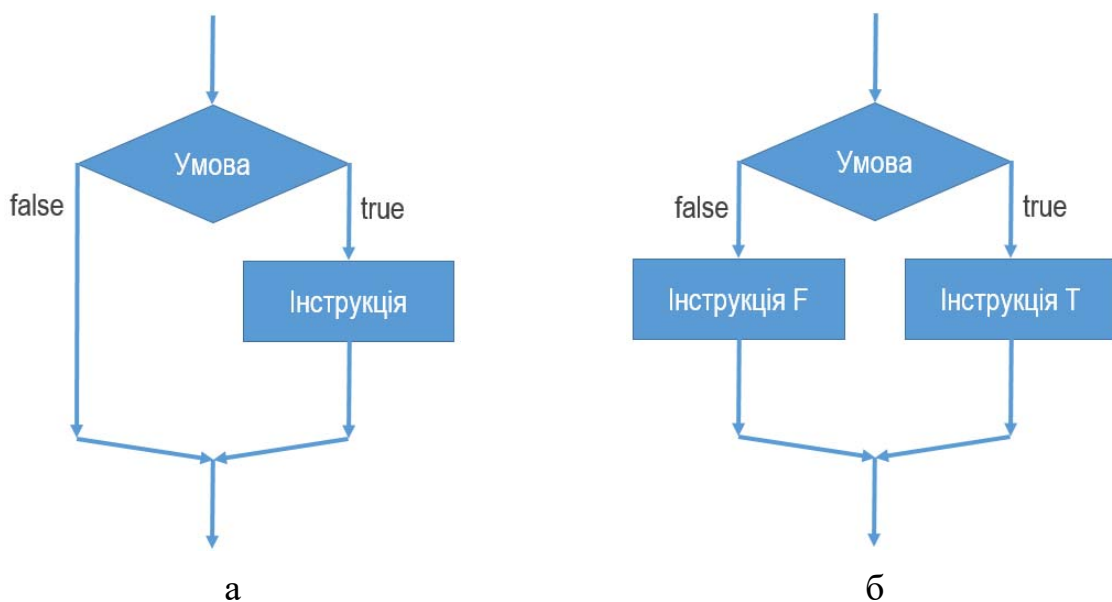 Умова
false
true
Інструкція
а
Умова
false
true
Інструкція F
Інструкція T
б